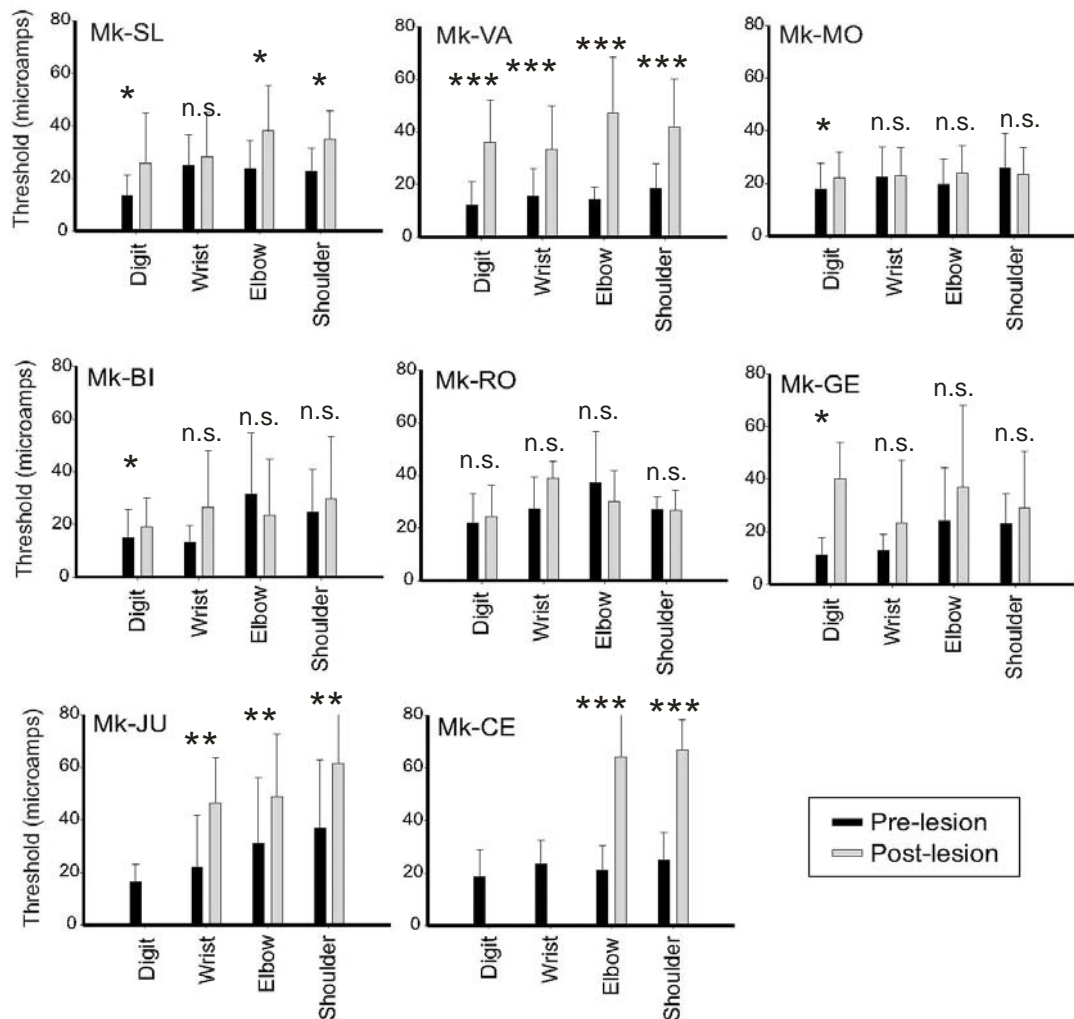 Mk-SL
Threshold (microamps)
80
60
40
20
0
* n.s. * *
Digit
Wrist
Elbow
Shoulder
Mk-VA
80
60
40
20
0
*** *** *** ***
Digit
Wrist
Elbow
Shoulder
Mk-MO
80
60
40
20
0
* n.s. n.s. n.s.
Digit
Wrist
Elbow
Shoulder
Mk-BI
Threshold (microamps)
80
60
40
20
0
* n.s. n.s. n.s.
Digit
Wrist
Elbow
Shoulder
Mk-RO
80
60
40
20
0
n.s. n.s. n.s. n.s.
Digit
Wrist
Elbow
Shoulder
Mk-GE
80
60
40
20
0
* n.s. n.s. n.s.
Digit
Wrist
Elbow
Shoulder
Mk-JU
Threshold (microamps)
80
60
40
20
0
** ** **
Digit
Wrist
Elbow
Shoulder
Mk-CE
80
60
40
20
0
*** ***
Digit
Wrist
Elbow
Shoulder
Pre-lesion
Post-lesion